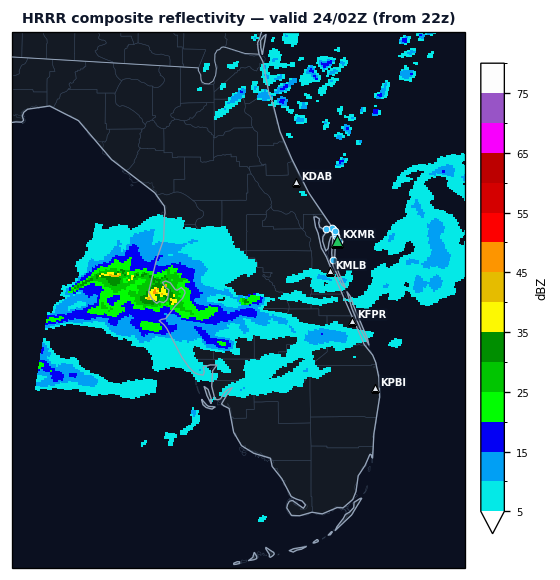 HRRR composite reflectivity — valid 24/02Z (from 22z)
KDAB
KXMR
KMLB
KFPR
KPBI
75
65
55
45
35
25
15
5
dBZ